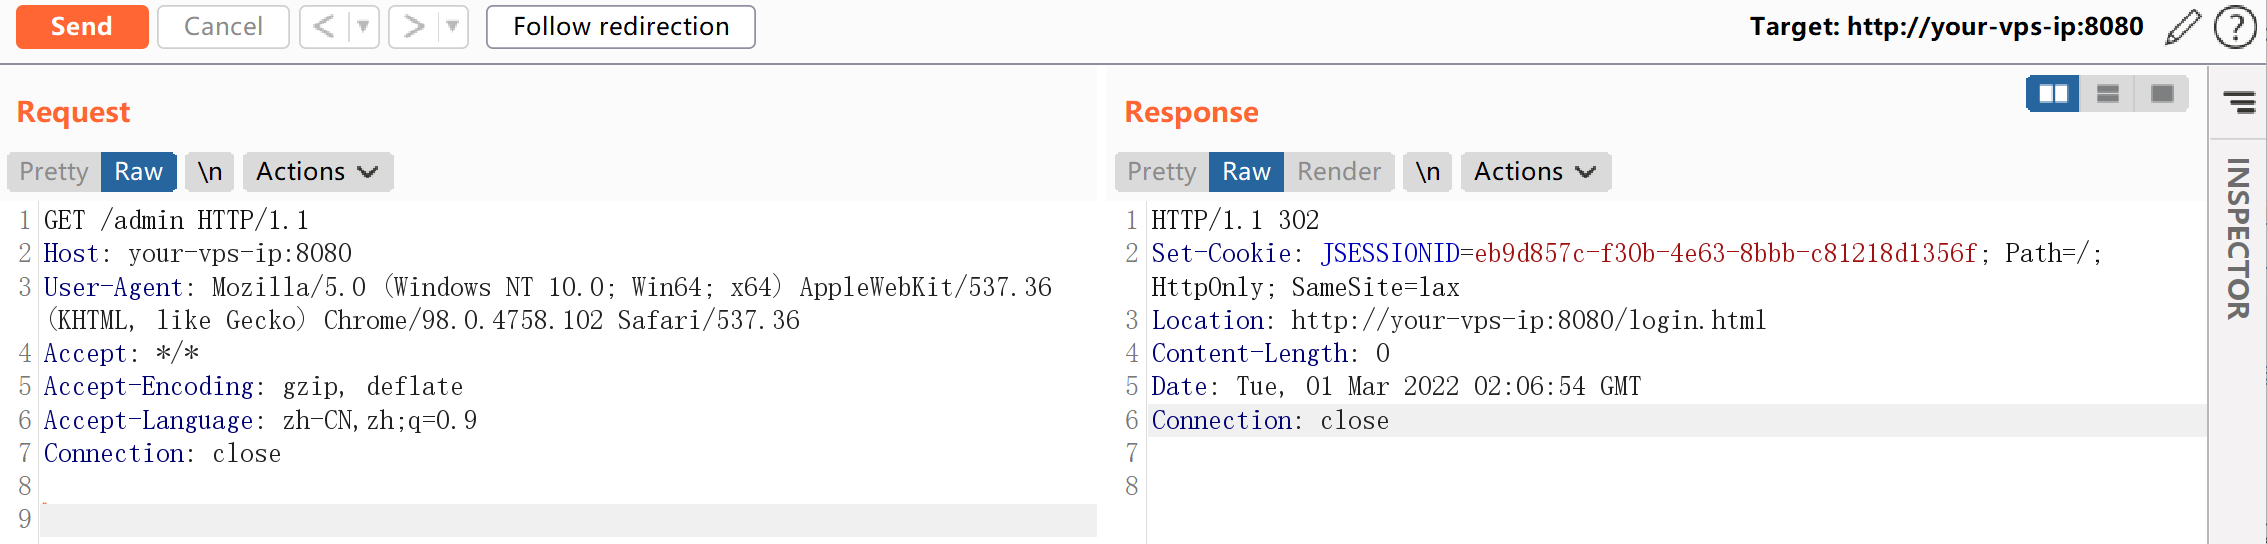 Send Cancel < > Follow redirection Target: http://your-vps-ip:8080
Request
Pretty Raw \n Actions
1 GET /admin HTTP/1.1
2 Host: your-vps-ip:8080
3 User-Agent: Mozilla/5.0 (Windows NT 10.0; Win64; x64) AppleWebKit/537.36
(KHTML, like Gecko) Chrome/98.0.4758.102 Safari/537.36
4 Accept: */*
5 Accept-Encoding: gzip, deflate
6 Accept-Language: zh-CN,zh;q=0.9
7 Connection: close
8
9
Response
Pretty Raw Render \n Actions
1 HTTP/1.1 302
2 Set-Cookie: JSESSIONID=eb9d857c-f30b-4e63-8bbb-c81218d1356f; Path=/;
HttpOnly; SameSite=lax
3 Location: http://your-vps-ip:8080/login.html
4 Content-Length: 0
5 Date: Tue, 01 Mar 2022 02:06:54 GMT
6 Connection: close
7
8
INSPECTOR